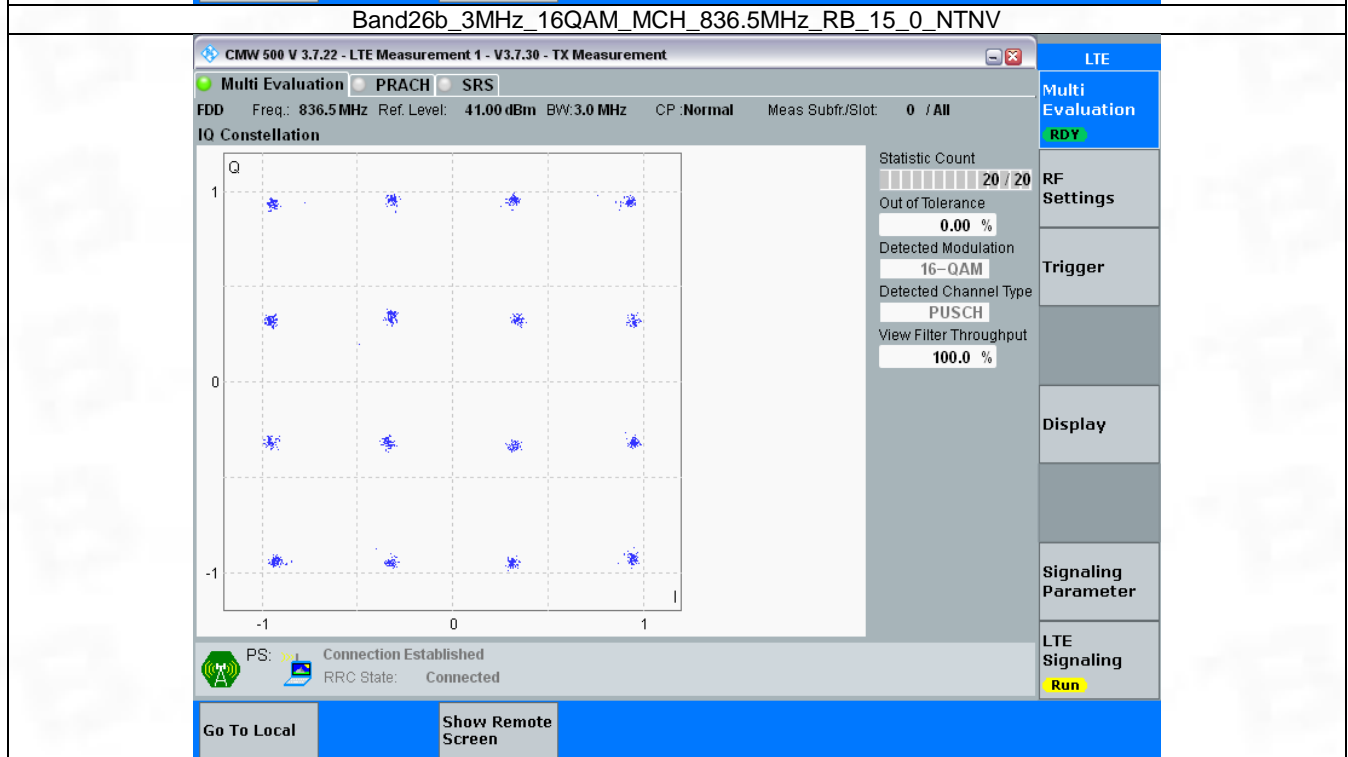 Band26b_3MHz_16QAM_MCH_836.5MHz_RB_15_0_NTNV
CMW 500 V 3.7.22 - LTE Measurement 1 - V3.7.30 - TX Measurement
LTE
Multi Evaluation PRACH SRS
Multi
Evaluation
RDY
FDD Freq.: 836.5 MHz Ref. Level: 41.00 dBm BW: 3.0 MHz CP :Normal Meas Subfr./Slot: 0 / All
IQ Constellation
Q
1
0
-1
I
-1 0 1
Statistic Count
20 / 20
Out of Tolerance
0.00 %
Detected Modulation
16-QAM
Detected Channel Type
PUSCH
View Filter Throughput
100.0 %
RF
Settings
Trigger
Display
Signaling
Parameter
LTE
Signaling
Run
PS: Connection Established
RRC State: Connected
Go To Local
Show Remote
Screen